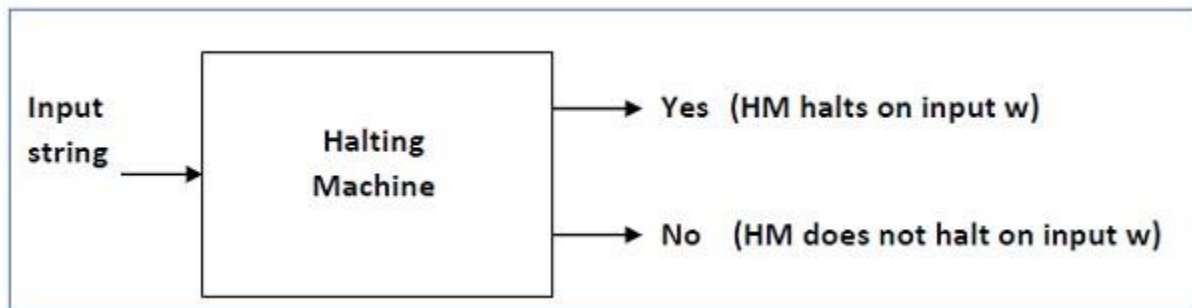 Input
string
Halting
Machine
Yes (HM halts on input w)
No (HM does not halt on input w)